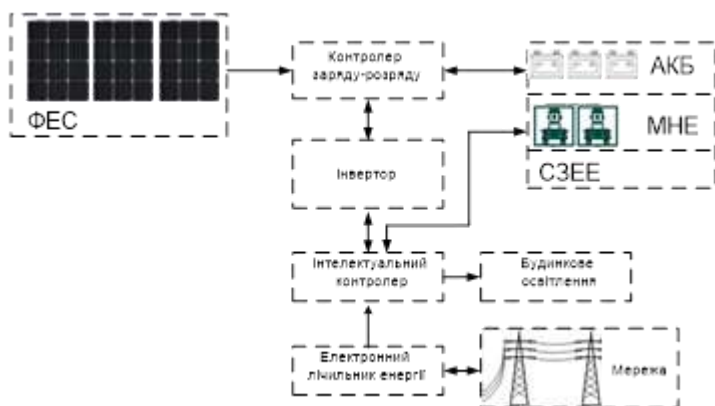 ФЕС
Контролер
заряду-розряду
АКБ
МНЕ
СЗЕЕ
Інвертор
Інтелектуальний
контролер
Будинкове
освітлення
Електронний
лічильник енергії
Мережа